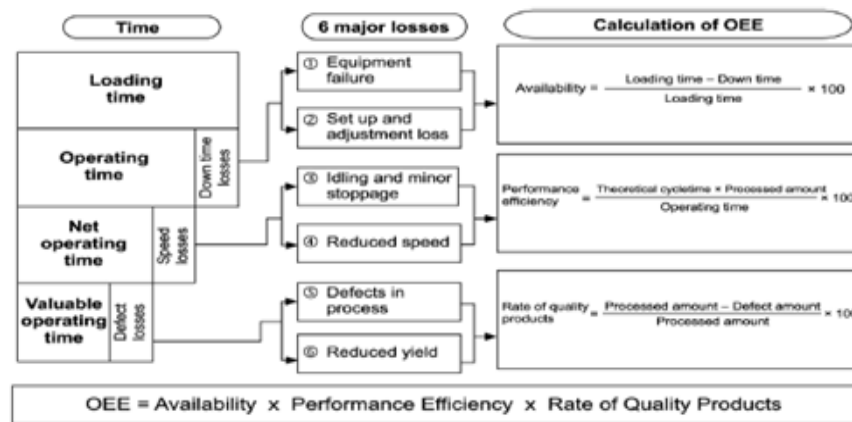 Time
6 major losses
Calculation of OEE
Loading
time
Operating
time
Down time
losses
Net
operating
time
Speed
losses
Valuable
operating
time
Defect
losses
① Equipment
failure
② Set up and
adjustment loss
③ Idling and minor
stoppage
④ Reduced speed
⑤ Defects in
process
⑥ Reduced yield
Availability = Loading time – Down time / Loading time × 100
Performance
efficiency = Theoretical cycletime × Processed amount / Operating time × 100
Rate of quality
products = Processed amount – Defect amount / Processed amount × 100
OEE = Availability x Performance Efficiency x Rate of Quality Products